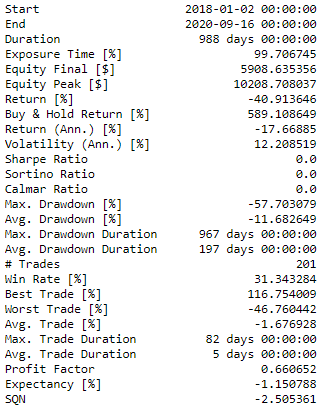 Start 2018-01-02 00:00:00
End 2020-09-16 00:00:00
Duration 988 days 00:00:00
Exposure Time [%] 99.706745
Equity Final [$] 5908.635356
Equity Peak [$] 10208.708037
Return [%] -40.913646
Buy & Hold Return [%] 589.108649
Return (Ann.) [%] -17.66885
Volatility (Ann.) [%] 12.208519
Sharpe Ratio 0.0
Sortino Ratio 0.0
Calmar Ratio 0.0
Max. Drawdown [%] -57.703079
Avg. Drawdown [%] -11.682649
Max. Drawdown Duration 967 days 00:00:00
Avg. Drawdown Duration 197 days 00:00:00
# Trades 201
Win Rate [%] 31.343284
Best Trade [%] 116.754009
Worst Trade [%] -46.760442
Avg. Trade [%] -1.676928
Max. Trade Duration 82 days 00:00:00
Avg. Trade Duration 5 days 00:00:00
Profit Factor 0.660652
Expectancy [%] -1.150788
SQN -2.505361